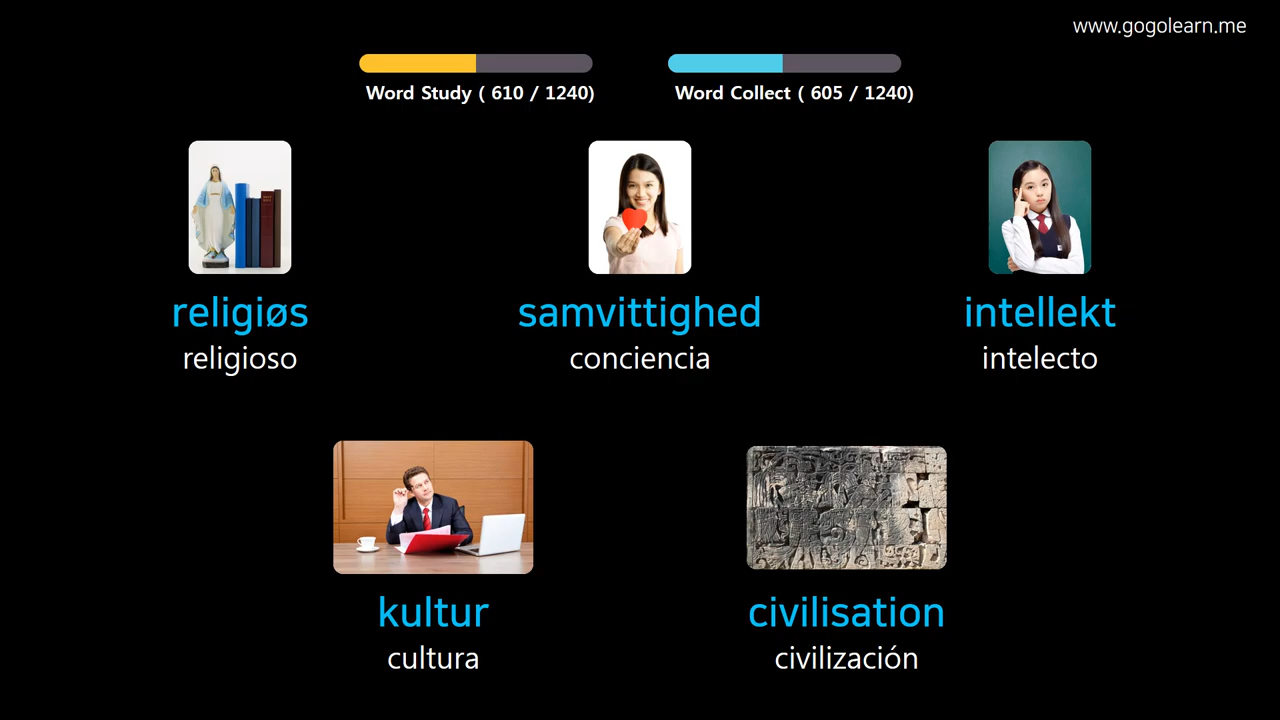 www.gogolearn.me
Word Study ( 610 / 1240)
Word Collect ( 605 / 1240)
religiøs
religioso
samvittighed
conciencia
intellekt
intelecto
kultur
cultura
civilisation
civilización